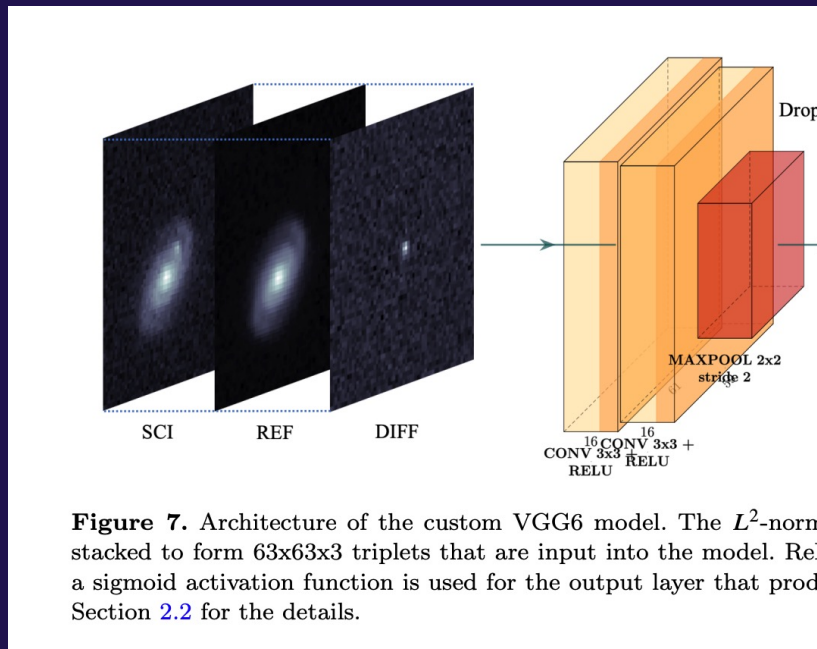 Drop
MAXPOOL 2x2
stride 2
61
SCI
REF
DIFF
16
16
CONV 3x3 +
RELU
CONV 3x3 +
RELU
Figure 7. Architecture of the custom VGG6 model. The L²-norm
stacked to form 63x63x3 triplets that are input into the model. Rel
a sigmoid activation function is used for the output layer that prod
Section 2.2 for the details.